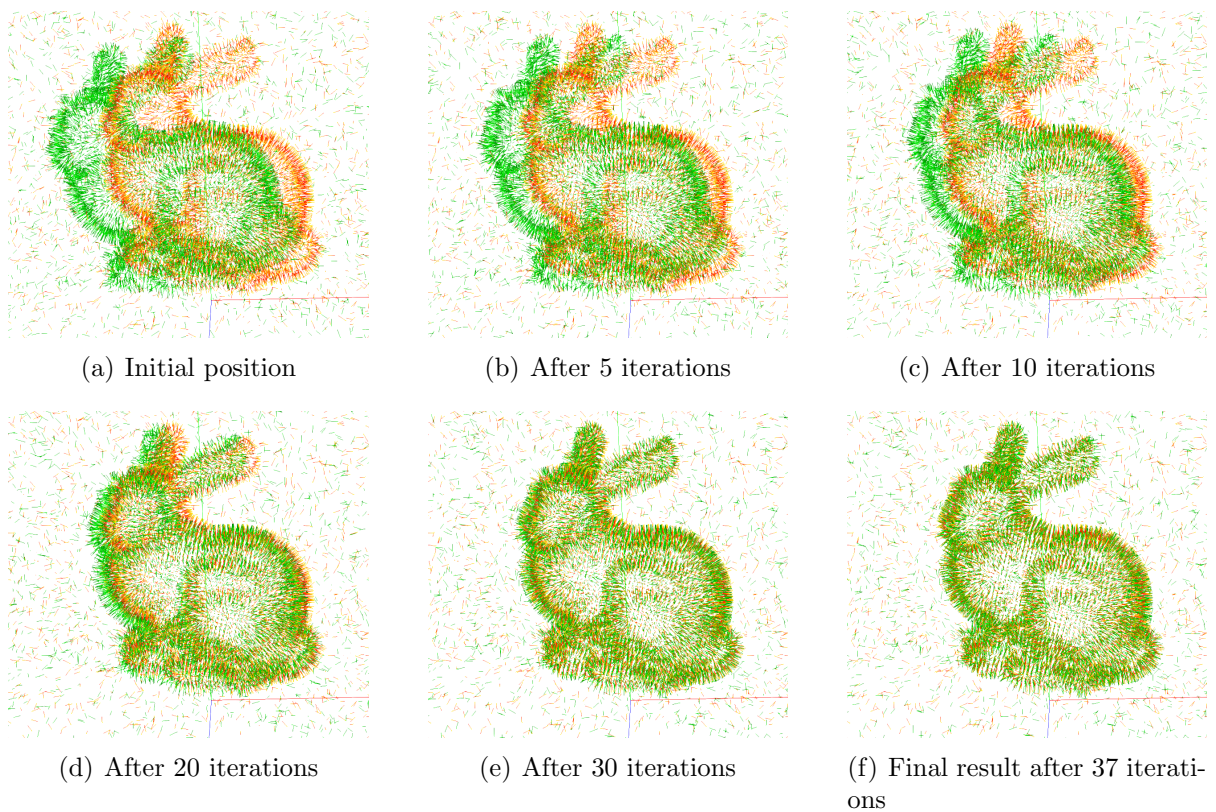 (a) Initial position
(b) After 5 iterations
(c) After 10 iterations
(d) After 20 iterations
(e) After 30 iterations
(f) Final result after 37 iterati-
ons